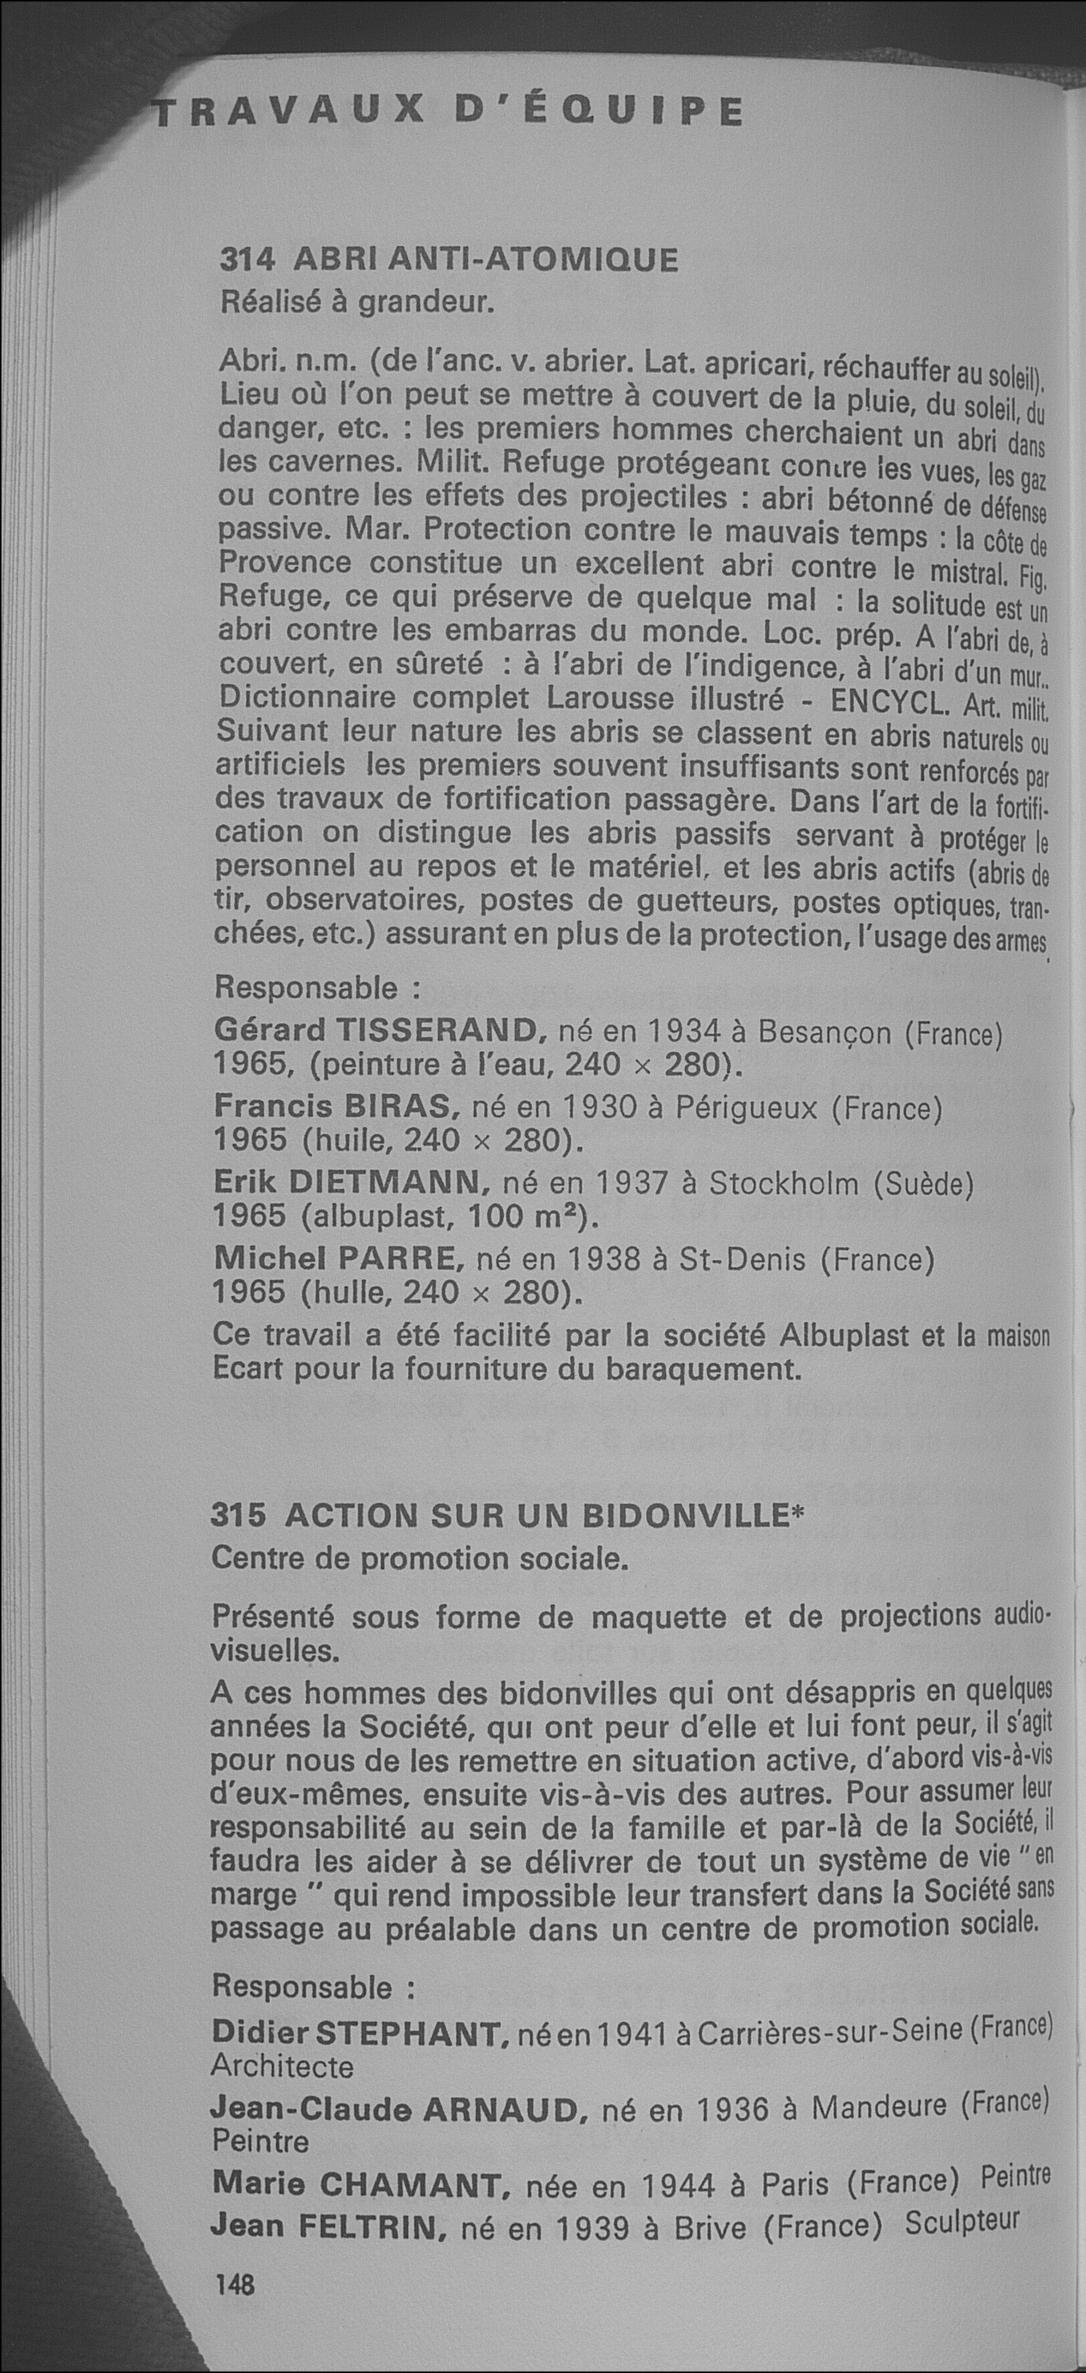 TRAVAUX D'ÉQUIPE
314 ABRI ANTI-ATOMIQUE
Réalisé à grandeur.
Abri. n.m. (de l'anc. v. abrier. Lat. apricari, réchauffer au soleil).
Lieu où l'on peut se mettre à couvert de la pluie, du soleil, du
danger, etc. : les premiers hommes cherchaient un abri dans
les cavernes. Milit. Refuge protégeant contre les vues, les gaz
ou contre les effets des projectiles : abri bétonné de défense
passive. Mar. Protection contre le mauvais temps : la côte de
Provence constitue un excellent abri contre le mistral. Fig.
Refuge, ce qui préserve de quelque mal : la solitude est un
abri contre les embarras du monde. Loc. prép. A l'abri de, à
couvert, en sûreté : à l'abri de l'indigence, à l'abri d'un mur..
Dictionnaire complet Larousse illustré - ENCYCL. Art. milit.
Suivant leur nature les abris se classent en abris naturels ou
artificiels les premiers souvent insuffisants sont renforcés par
des travaux de fortification passagère. Dans l'art de la fortifi-
cation on distingue les abris passifs servant à protéger le
personnel au repos et le matériel, et les abris actifs (abris de
tir, observatoires, postes de guetteurs, postes optiques, tran-
chées, etc.) assurant en plus de la protection, l'usage des armes.
Responsable :
Gérard TISSERAND, né en 1934 à Besançon (France)
1965, (peinture à l'eau, 240 × 280).
Francis BIRAS, né en 1930 à Périgueux (France)
1965 (huile, 240 × 280).
Erik DIETMANN, né en 1937 à Stockholm (Suède)
1965 (albuplast, 100 m²).
Michel PARRE, né en 1938 à St-Denis (France)
1965 (hulle, 240 × 280).
Ce travail a été facilité par la société Albuplast et la maison
Ecart pour la fourniture du baraquement.
315 ACTION SUR UN BIDONVILLE*
Centre de promotion sociale.
Présenté sous forme de maquette et de projections audio-
visuelles.
A ces hommes des bidonvilles qui ont désappris en quelques
années la Société, qui ont peur d'elle et lui font peur, il s'agit
pour nous de les remettre en situation active, d'abord vis-à-vis
d'eux-mêmes, ensuite vis-à-vis des autres. Pour assumer leur
responsabilité au sein de la famille et par-là de la Société, il
faudra les aider à se délivrer de tout un système de vie " en
marge " qui rend impossible leur transfert dans la Société sans
passage au préalable dans un centre de promotion sociale.
Responsable :
Didier STEPHANT, né en 1941 à Carrières-sur-Seine (France)
Architecte
Jean-Claude ARNAUD, né en 1936 à Mandeure (France)
Peintre
Marie CHAMANT, née en 1944 à Paris (France) Peintre
Jean FELTRIN, né en 1939 à Brive (France) Sculpteur
148